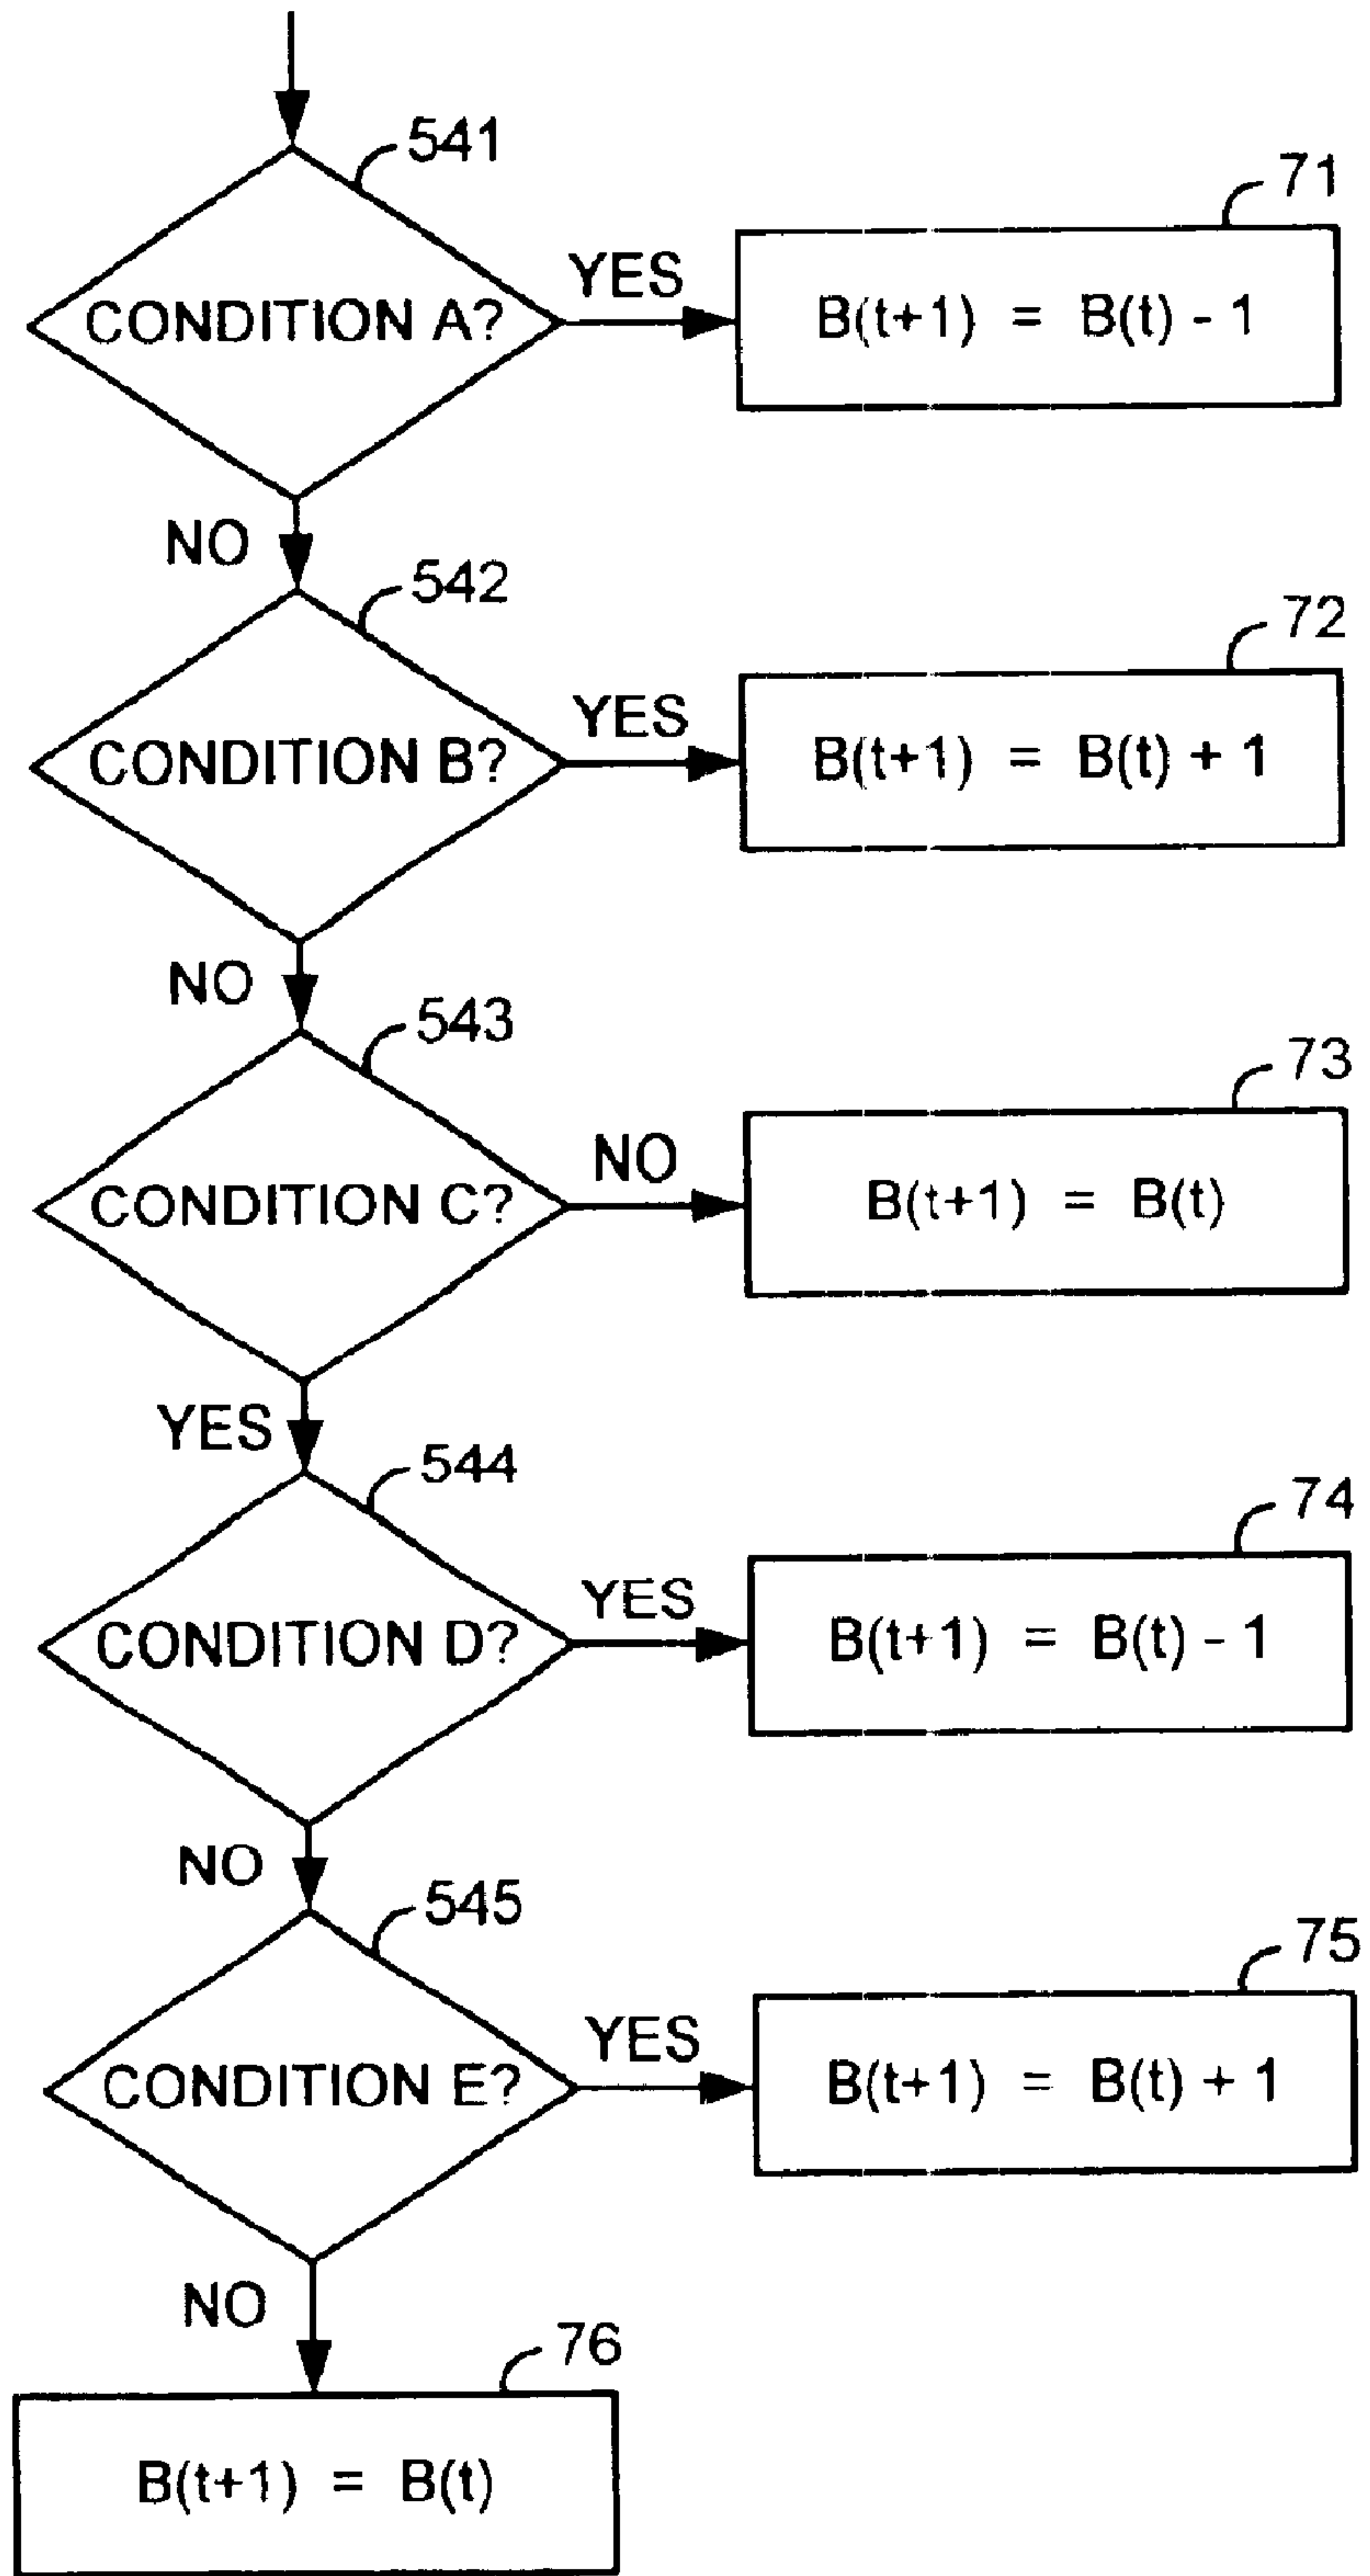 541
71
CONDITION A?
YES
B(t+1) = B(t) - 1
NO
542
72
CONDITION B?
YES
B(t+1) = B(t) + 1
NO
543
73
CONDITION C?
NO
B(t+1) = B(t)
YES
544
74
CONDITION D?
YES
B(t+1) = B(t) - 1
NO
545
75
CONDITION E?
YES
B(t+1) = B(t) + 1
NO
76
B(t+1) = B(t)